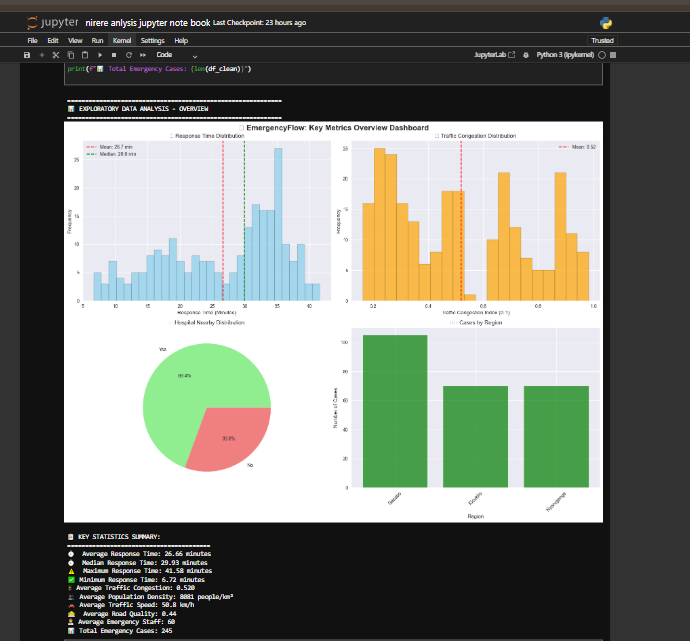 jupyter nirere anlysis jupyter note book Last Checkpoint: 23 hours ago
File Edit View Run Kernel Settings Help Trusted
Code JupyterLab Python 3 (ipykernel)
print(f"📊 Total Emergency Cases: {len(df_clean)}")
📊 EXPLORATORY DATA ANALYSIS - OVERVIEW
EmergencyFlow: Key Metrics Overview Dashboard
Response Time Distribution
Traffic Congestion Distribution
Mean: 26.7 min
Median: 29.9 min
Mean: 0.52
Frequency
25
20
15
10
5
0
5 10 15 20 25 30 35 40
Response Time (Minutes)
Frequency
25
20
15
10
5
0
0.2 0.4 0.6 0.8 1.0
Traffic Congestion Index (0-1)
Hospital Nearby Distribution
Yes
No
Cases by Region
Number of Cases
100
80
60
40
20
0
Region
📋 KEY STATISTICS SUMMARY:
Average Response Time: 26.66 minutes
Median Response Time: 29.93 minutes
⚠️ Maximum Response Time: 41.58 minutes
✅ Minimum Response Time: 6.72 minutes
Average Traffic Congestion: 0.520
Average Population Density: 8081 people/km²
Average Traffic Speed: 50.8 km/h
Average Road Quality: 0.44
Average Emergency Staff: 60
📊 Total Emergency Cases: 245